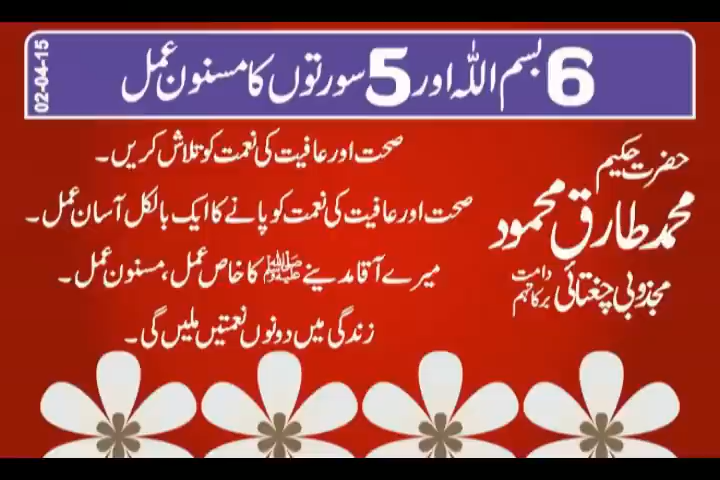 02-04-15
6 بسم اللہ اور 5 سورتوں کا مسنون عمل
حضرت حکیم
محمد طارق محمود
مجذوبی چغتائی دامت برکاتہم
صحت اور عافیت کی نعمت کو تلاش کریں۔
صحت اور عافیت کی نعمت کو پانے کا ایک بالکل آسان عمل۔
میرے آقا مدینے ﷺ کا خاص عمل، مسنون عمل۔
زندگی میں دونوں نعمتیں ملیں گی۔